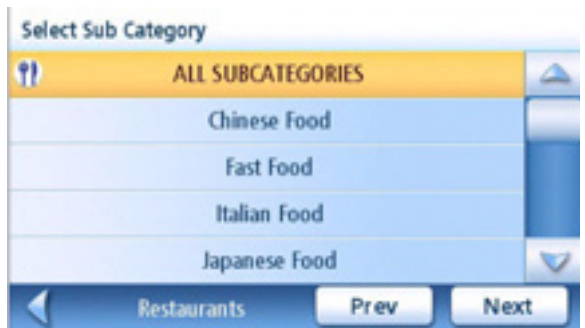 Select Sub Category
ALL SUBCATEGORIES
Chinese Food
Fast Food
Italian Food
Japanese Food
Restaurants Prev Next